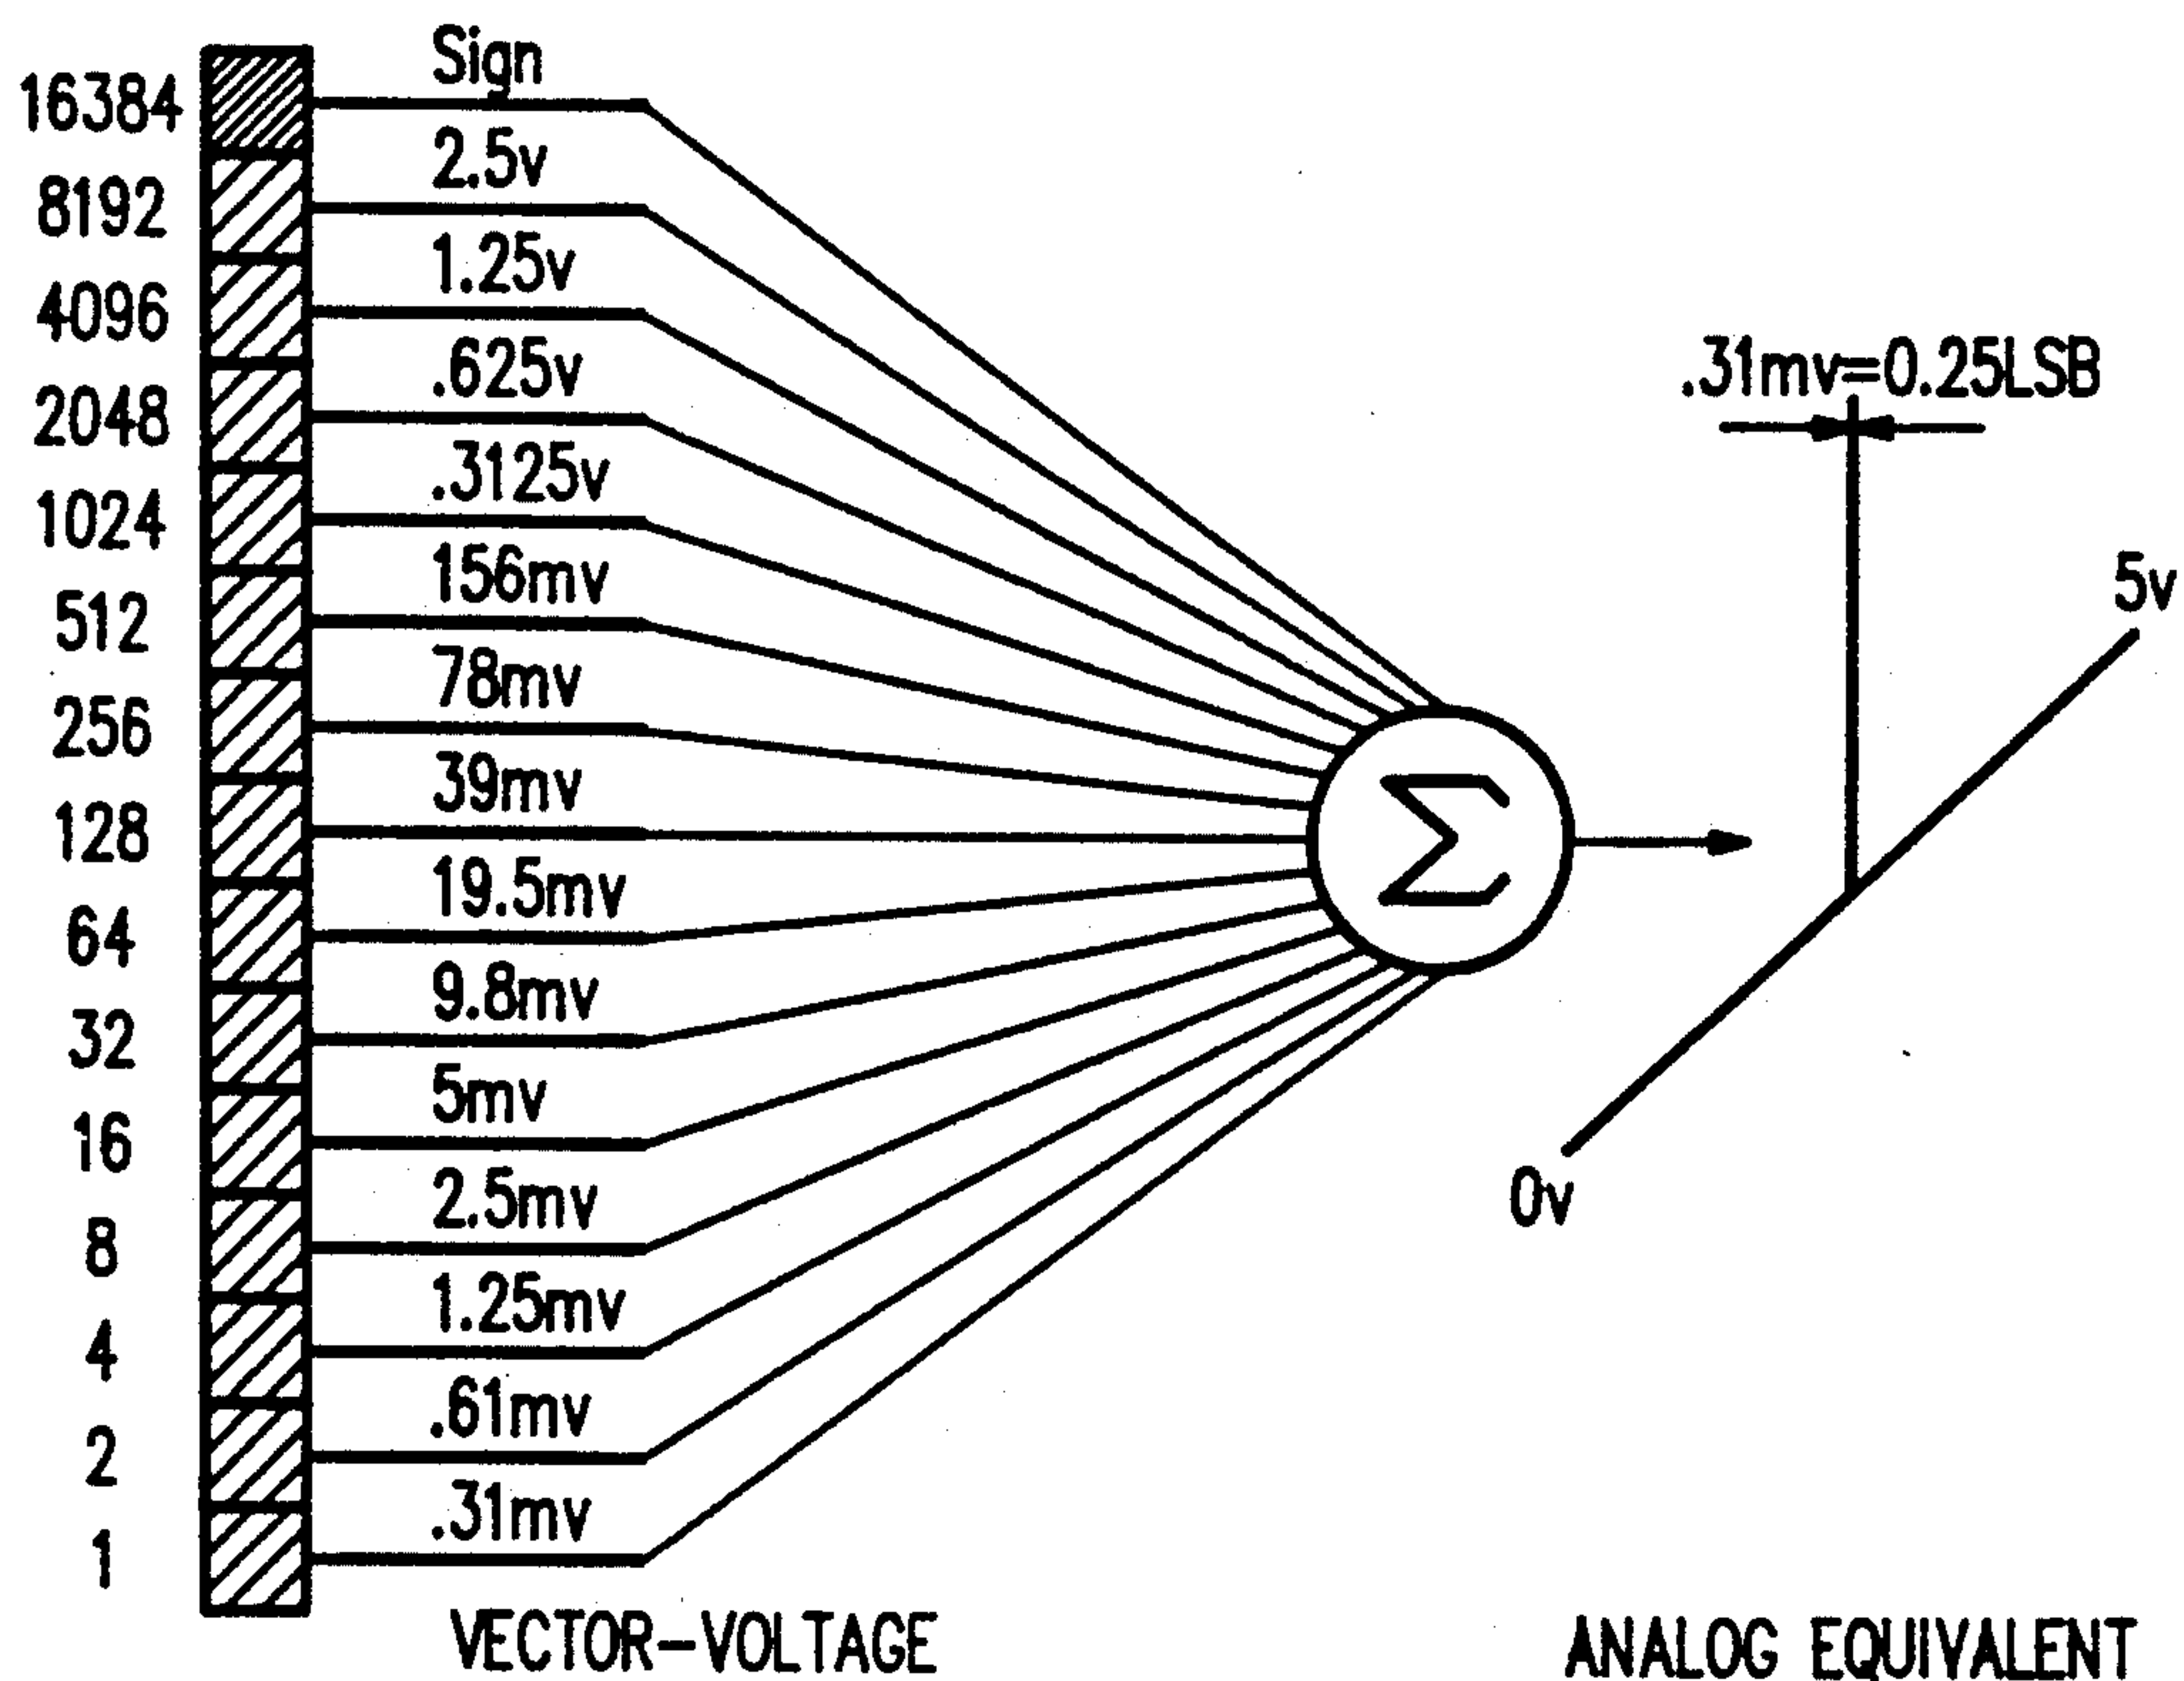 Sign
16384
2.5v
8192
1.25v
4096
.625v
2048
.3125v
1024
156mv
512
78mv
256
39mv
128
19.5mv
64
9.8mv
32
5mv
16
2.5mv
8
1.25mv
4
.61mv
2
.31mv
1
VECTOR-VOLTAGE
Σ
.31mv=0.25LSB
5v
0v
ANALOG EQUIVALENT